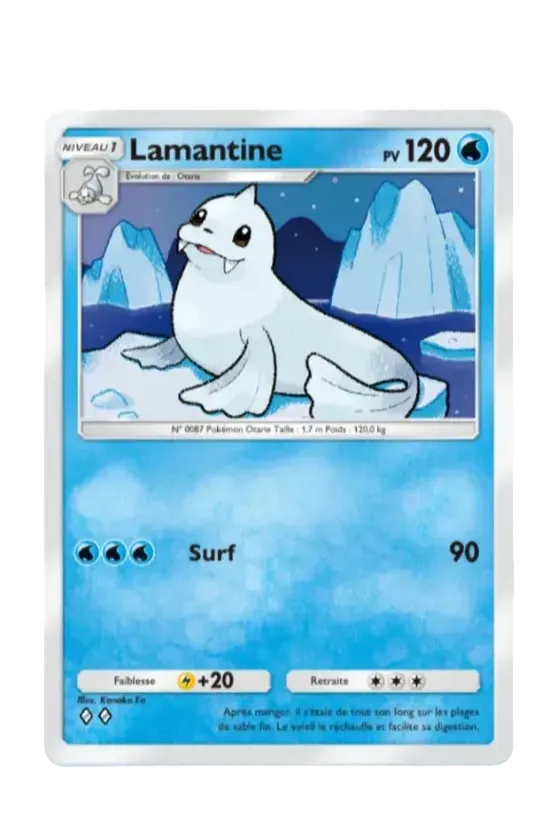 NIVEAU 1 Lamantine PV 120
Évolution de : Otaria
N° 0087 Pokémon Otarie Taille : 1.7 m Poids : 120,0 kg
Surf 90
Faiblesse +20 Retraite
Illus. Kanako Eo
Après manger, il s'étale de tout son long sur les plages
de sable fin. Le soleil le réchauffe et facilite sa digestion.